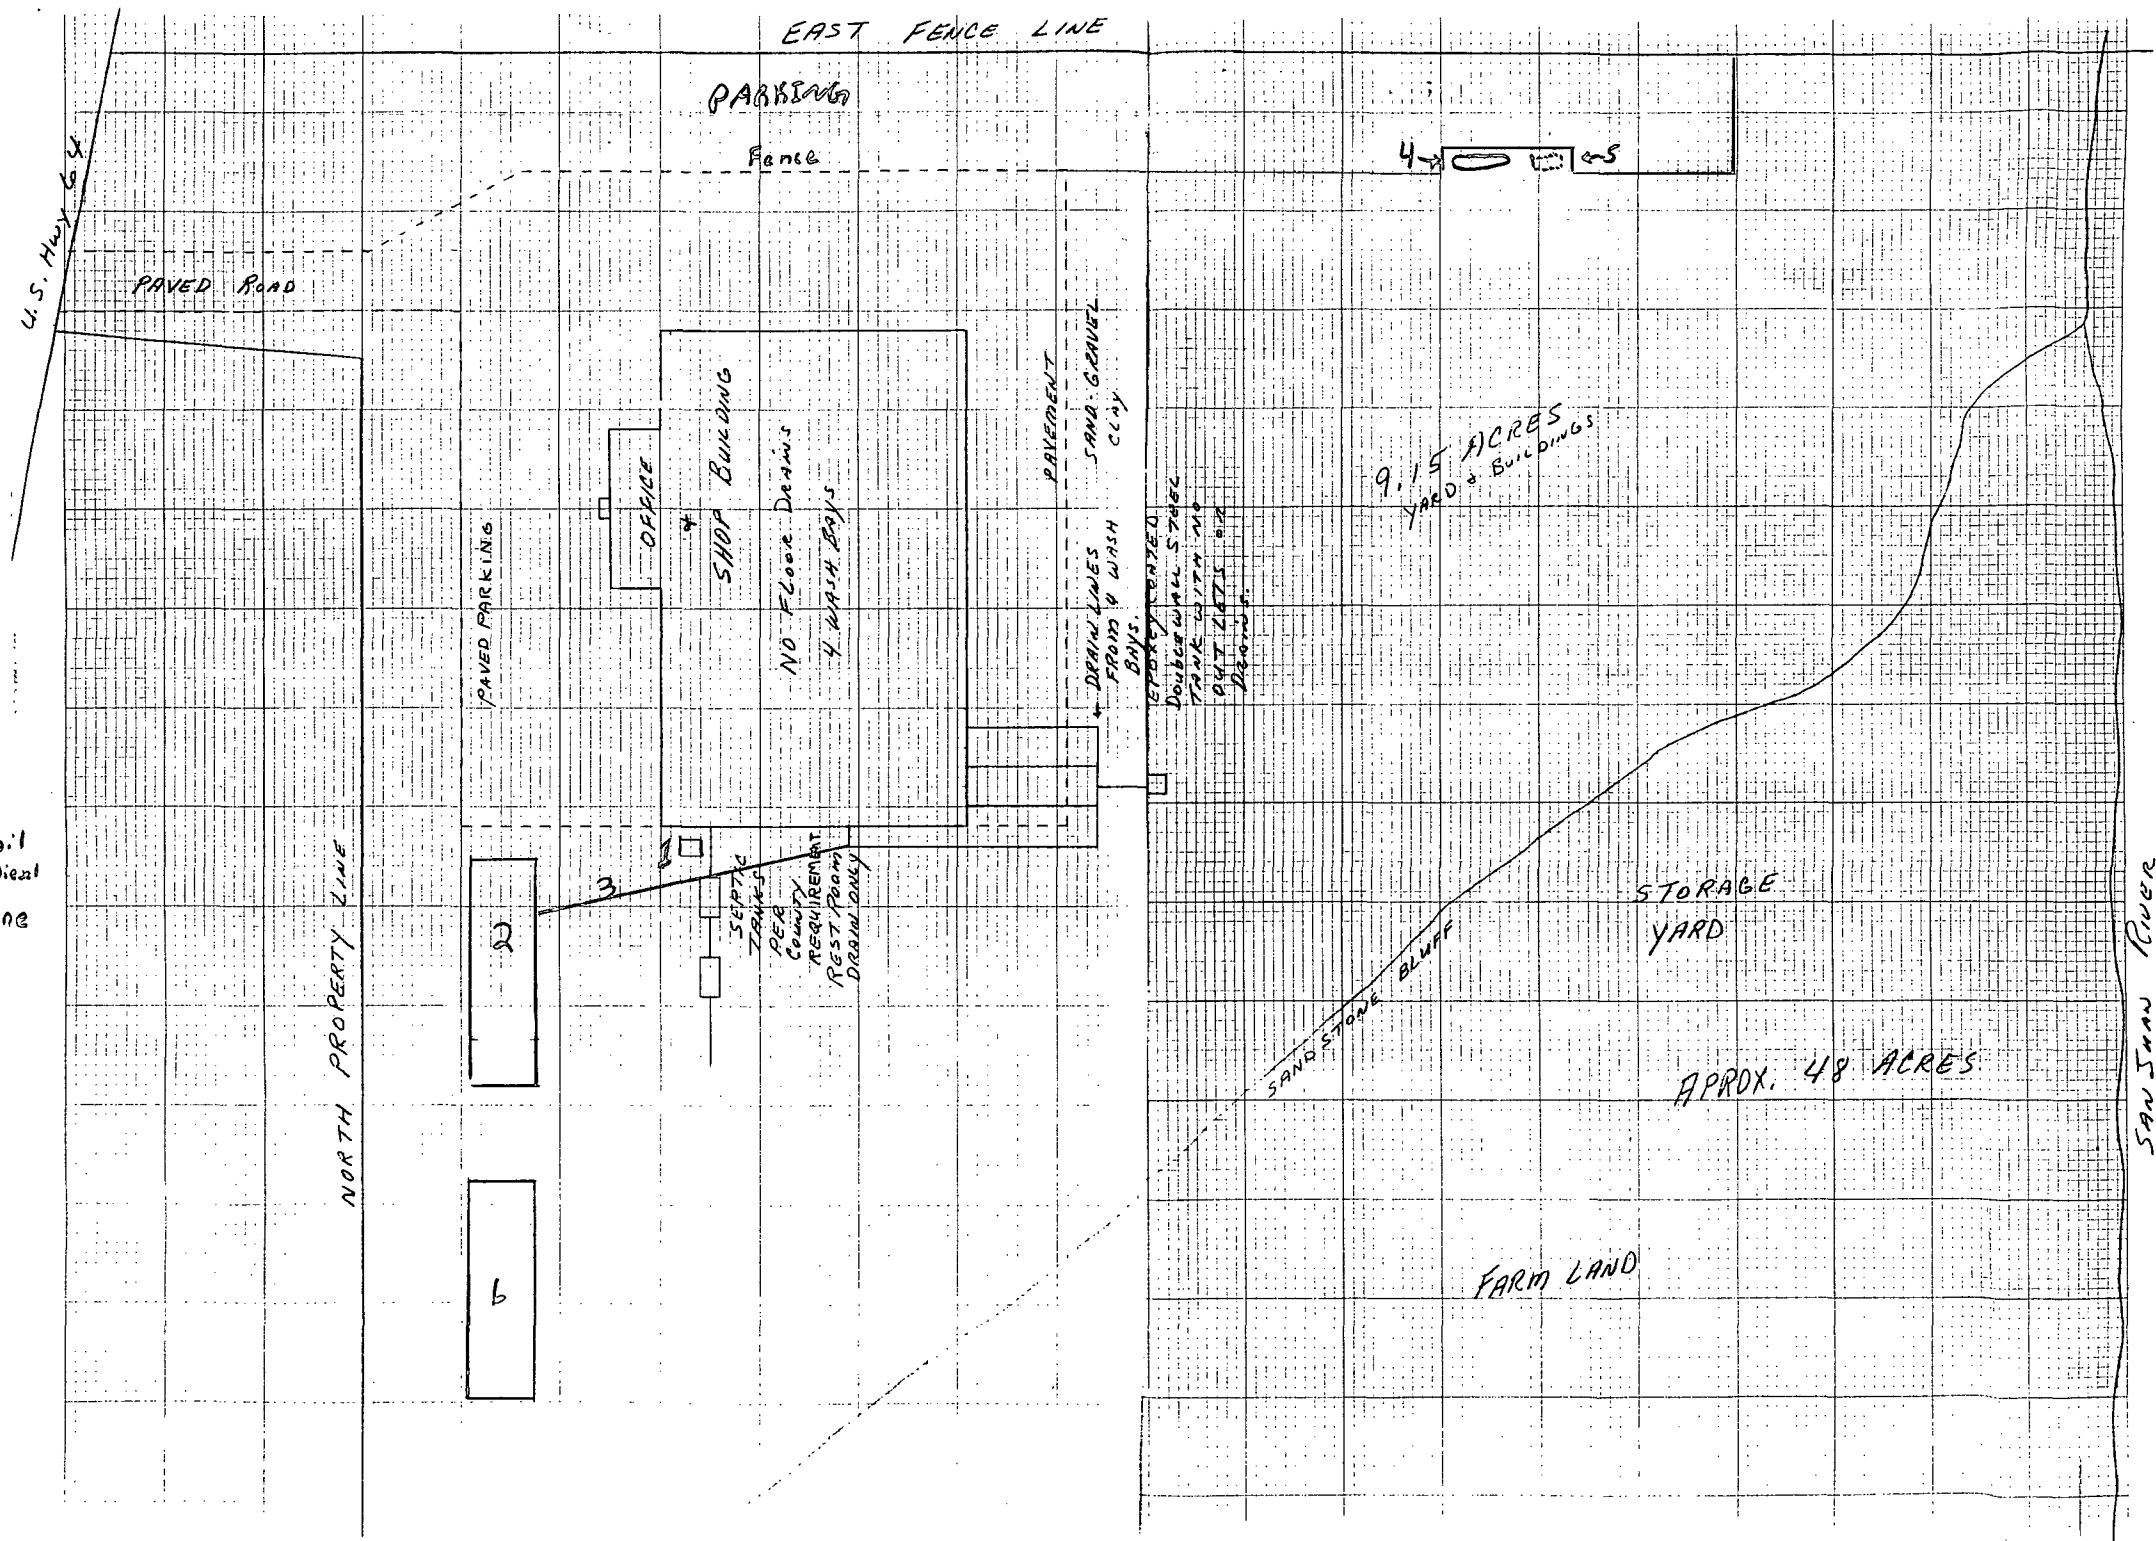 EAST FENCE LINE
PARKING
Fence
U.S. Hwy 64
PAVED ROAD
4
5
PAVED PARKING
OFFICE
&
SHOP BUILDING
NO FLOOR DRAINS
4 WASH BAYS
PAVEMENT
SAND-GRAVEL
CLAY
DRAIN LINES
FROM 4 WASH
BAYS.
EPOXEY COATED
DOUBLE WALL STEEL
TANK WITH NO
OUT LETS OR
DRAINS.
9.15 ACRES
YARD & BUILDINGS
1
3
2
SEPTIC
TANKS
PER
COUNTY
REQUIREMENT
REST ROOM
DRAIN ONLY
NORTH PROPERTY LINE
6
SANDSTONE BLUFF
STORAGE
YARD
APROX. 48 ACRES
FARM LAND
SAN JUAN RIVER